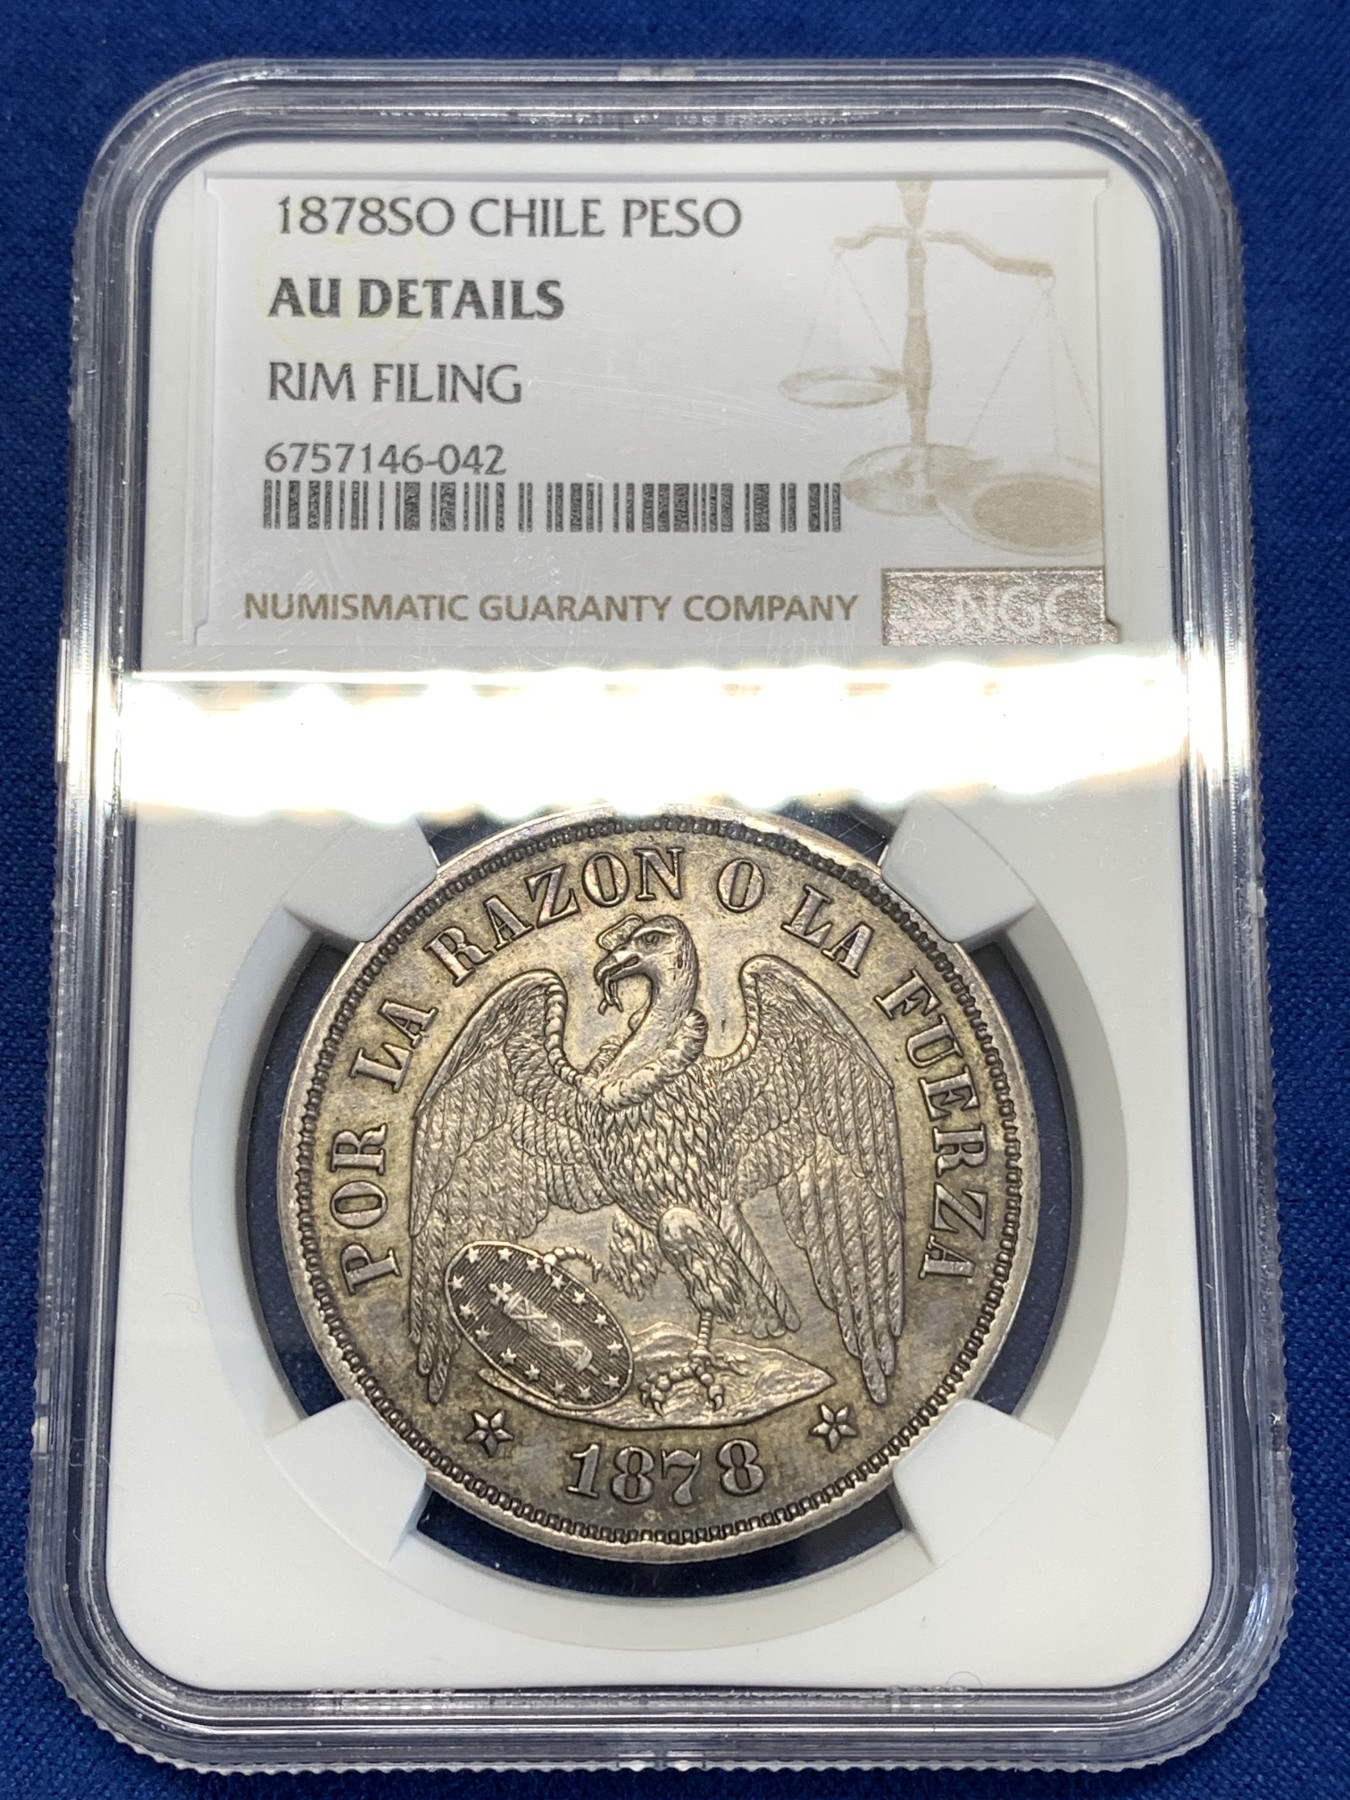 1878SO CHILE PESO
AU DETAILS
RIM FILING
6757146-042
NUMISMATIC GUARANTY COMPANY
NGC
POR LA RAZON O LA FUERZA
1878